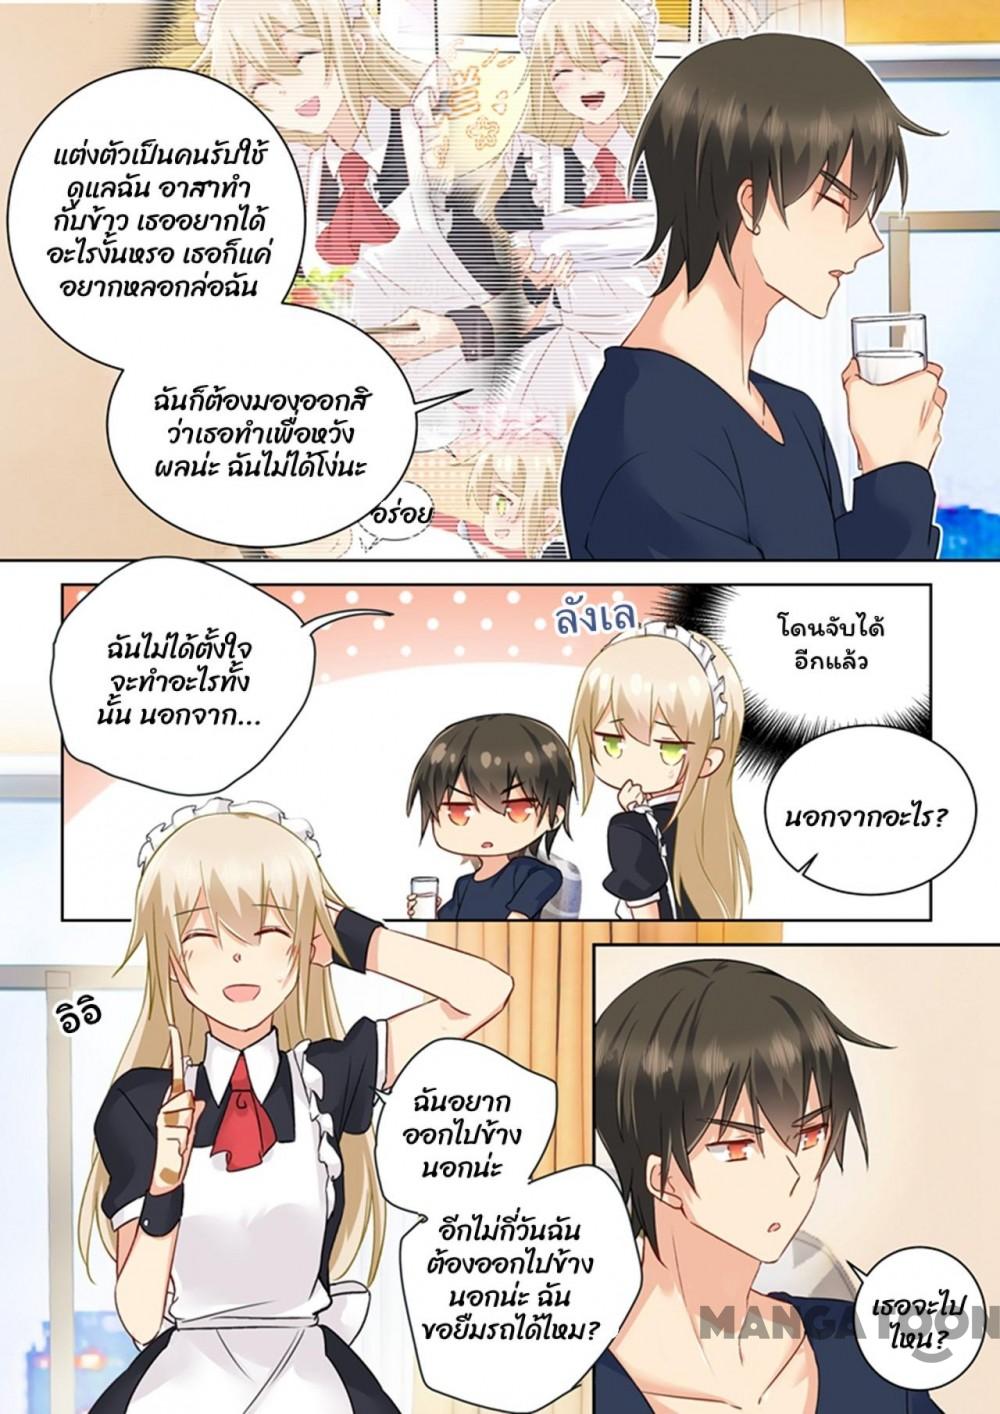 แต่งตัวเป็นคนรับใช้
ดูแลฉัน อาสาทำ
กับข้าว เธออยากได้
อะไรงั้นหรอ เธอก็แค่
อยากหลอกล่อฉัน
ฉันก็ต้องมองออกสิ
ว่าเธอทำเพื่อหวัง
ผลน่ะ ฉันไม่ได้โง่นะ
อร่อย
ฉันไม่ได้ตั้งใจ
จะทำอะไรทั้ง
นั้น นอกจาก...
ลังเล
โดนจับได้
อีกแล้ว
นอกจากอะไร?
อิอิ
ฉันอยาก
ออกไปข้าง
นอกน่ะ
อีกไม่กี่วันฉัน
ต้องออกไปข้าง
นอกน่ะ ฉัน
ขอยืมรถได้ไหม?
เธอจะไป
ไหน?
MANGATOON